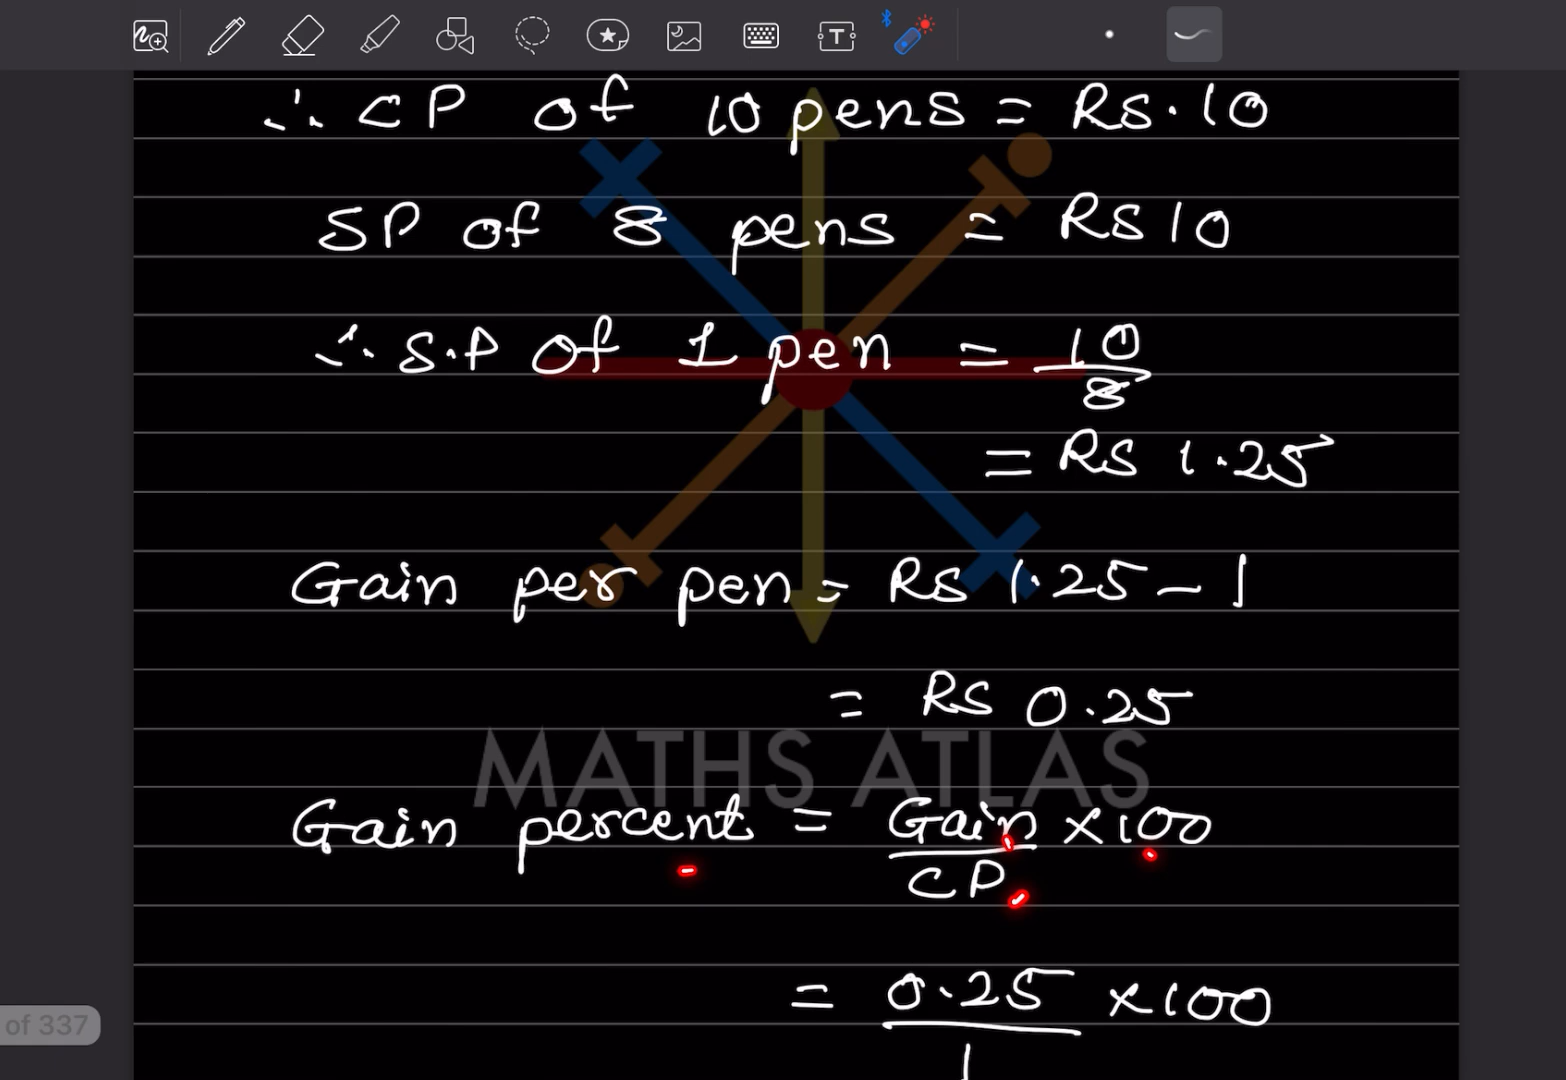 ∴ CP of 10 pens = Rs. 10
SP of 8 pens = RS 10
∴ S.P of 1 pen = 10/8
= RS 1.25
Gain per pen = RS 1.25 - 1
= RS 0.25
MATHS ATLAS
Gain percent = Gain/CP ×100
= 0.25/1 ×100
of 337